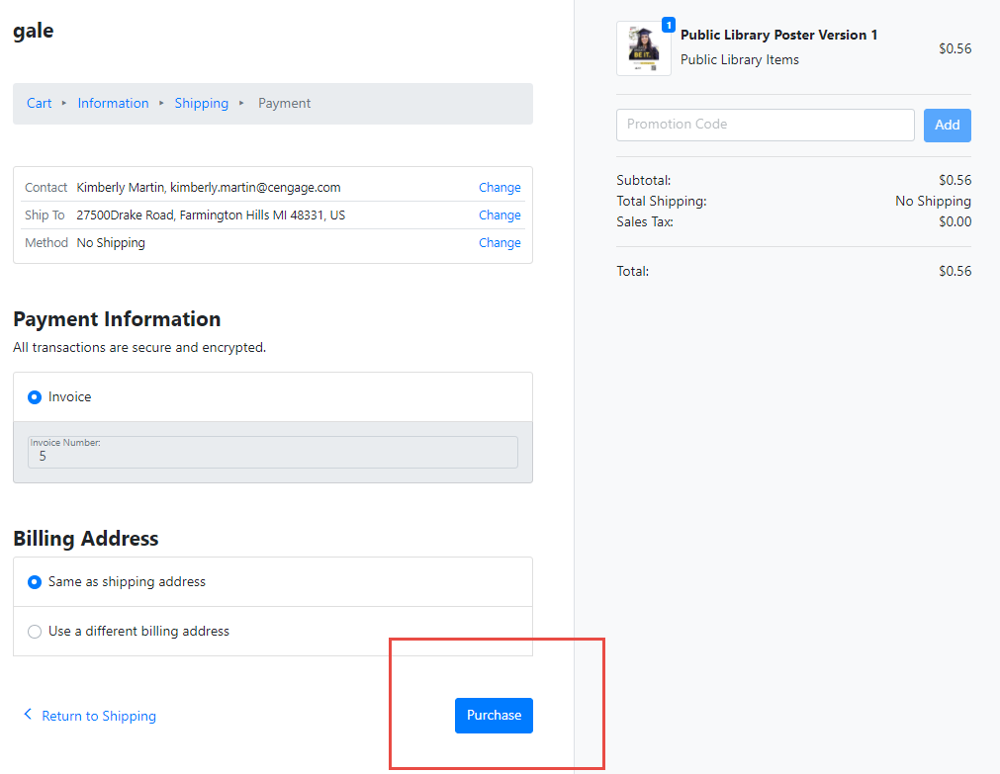 gale
Cart ‣ Information ‣ Shipping ‣ Payment
Contact Kimberly Martin, kimberly.martin@cengage.com Change
Ship To 27500Drake Road, Farmington Hills MI 48331, US Change
Method No Shipping Change
Payment Information
All transactions are secure and encrypted.
Invoice
Invoice Number:
5
Billing Address
Same as shipping address
Use a different billing address
Return to Shipping
Purchase
1
BE IT.
Public Library Poster Version 1
Public Library Items
$0.56
Promotion Code
Add
Subtotal: $0.56
Total Shipping: No Shipping
Sales Tax: $0.00
Total: $0.56